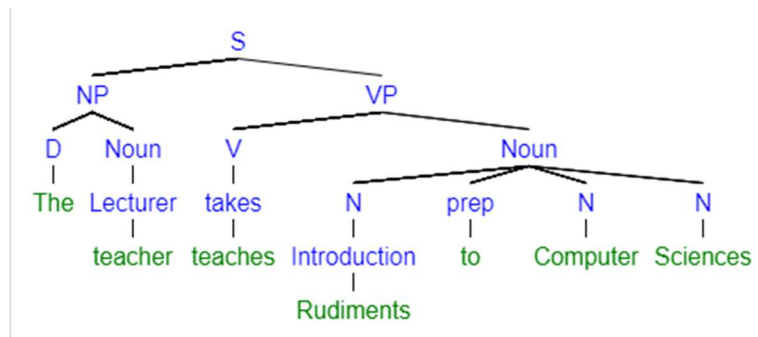 S
NP VP
D Noun V Noun
The Lecturer takes N prep N N
teacher teaches Introduction to Computer Sciences
Rudiments